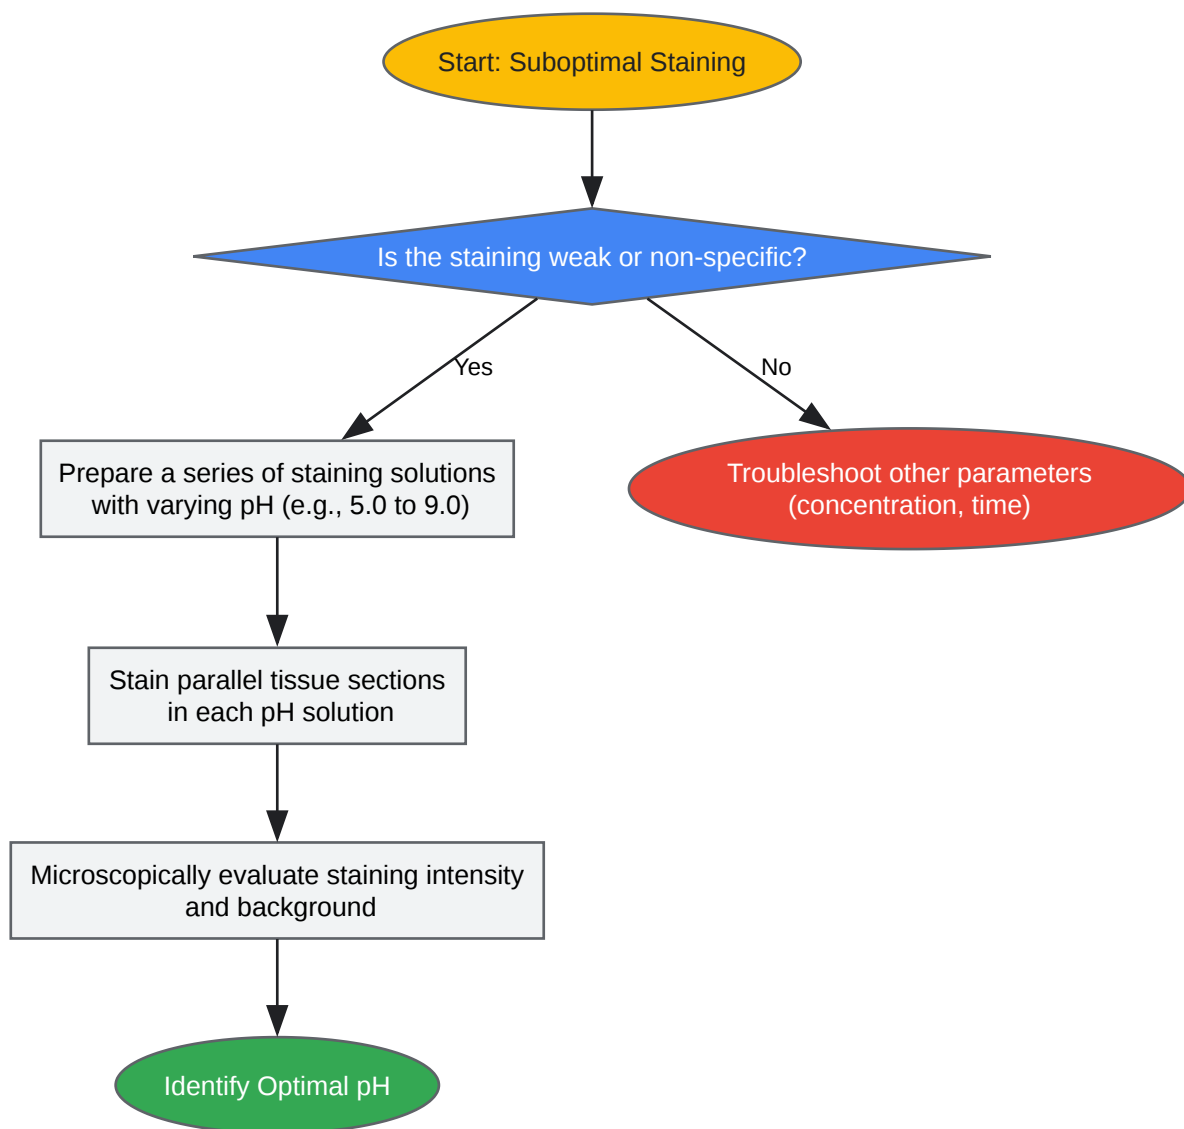 Start: Suboptimal Staining
Is the staining weak or non-specific?
Yes
No
Prepare a series of staining solutions
with varying pH (e.g., 5.0 to 9.0)
Troubleshoot other parameters
(concentration, time)
Stain parallel tissue sections
in each pH solution
Microscopically evaluate staining intensity
and background
Identify Optimal pH